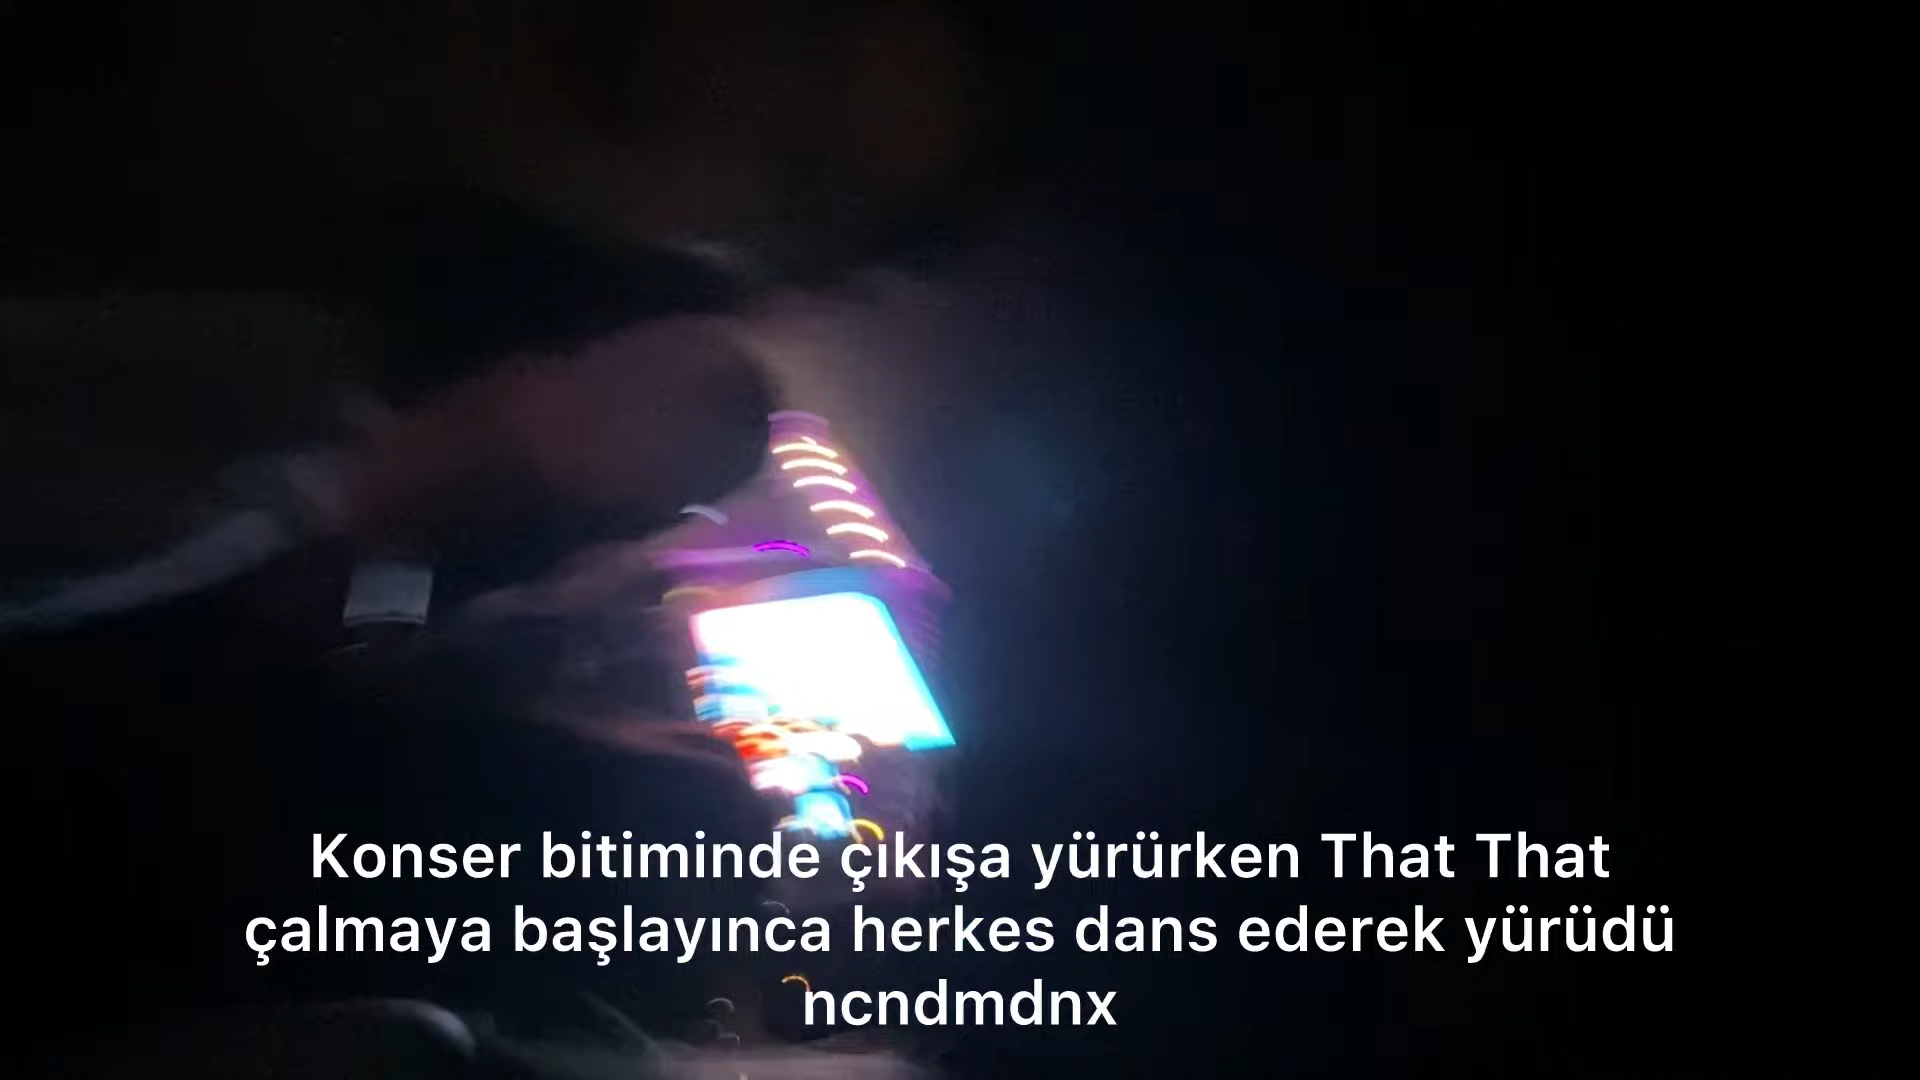 Konser bitiminde çıkışa yürürken That That
çalmaya başlayınca herkes dans ederek yürüdü
ncndmdnx